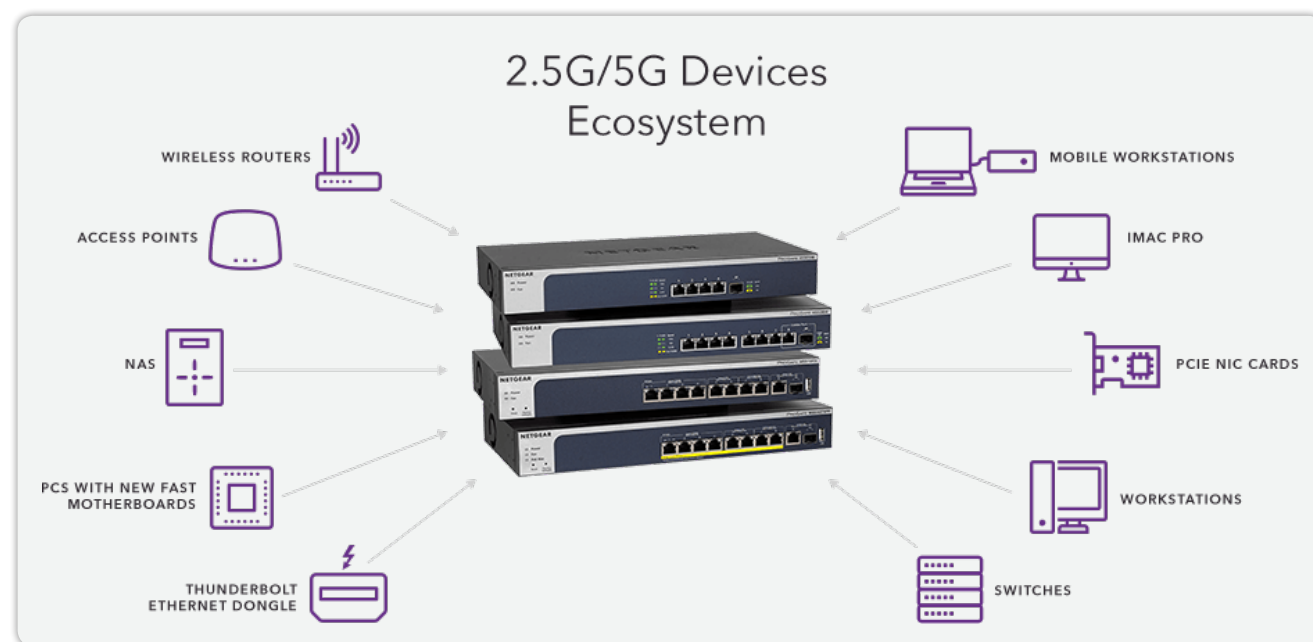 2.5G/5G Devices
Ecosystem
WIRELESS ROUTERS
MOBILE WORKSTATIONS
ACCESS POINTS
IMAC PRO
NETGEAR
NETGEAR
NAS
PCIE NIC CARDS
NETGEAR
NETGEAR
PCS WITH NEW FAST
MOTHERBOARDS
WORKSTATIONS
THUNDERBOLT
ETHERNET DONGLE
SWITCHES